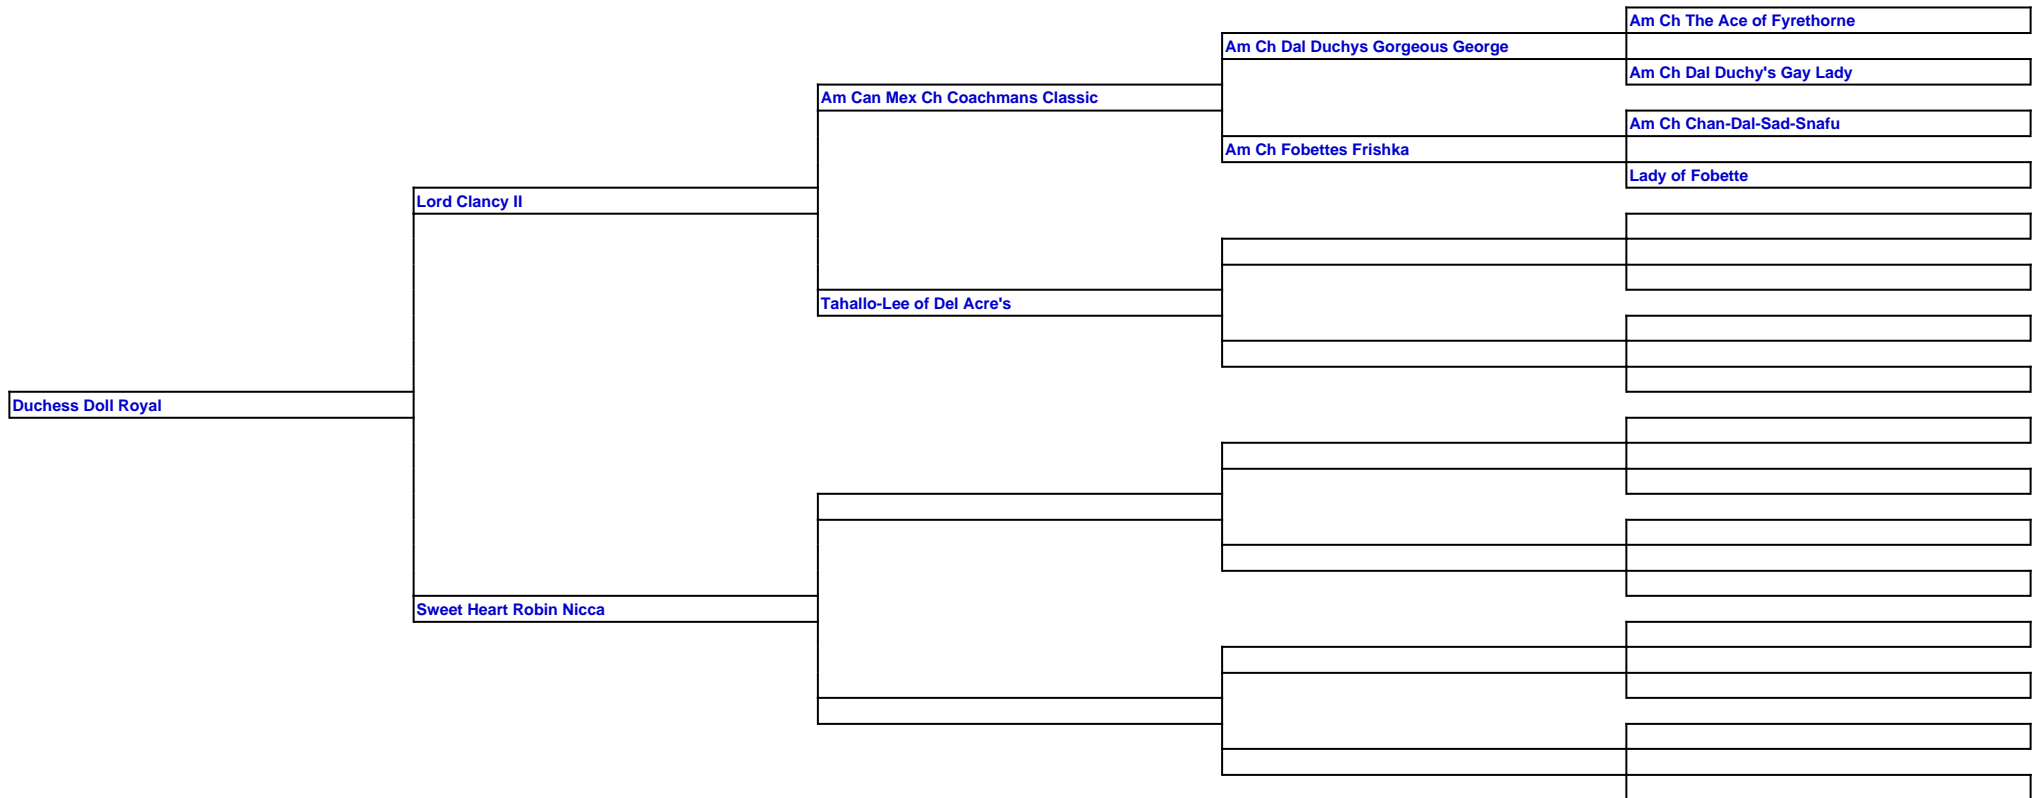 Am Ch The Ace of Fyrethorne
Am Ch Dal Duchys Gorgeous George
Am Ch Dal Duchy's Gay Lady
Am Can Mex Ch Coachmans Classic
Am Ch Chan-Dal-Sad-Snafu
Am Ch Fobettes Frishka
Lady of Fobette
Lord Clancy II
Tahallo-Lee of Del Acre's
Duchess Doll Royal
Sweet Heart Robin Nicca